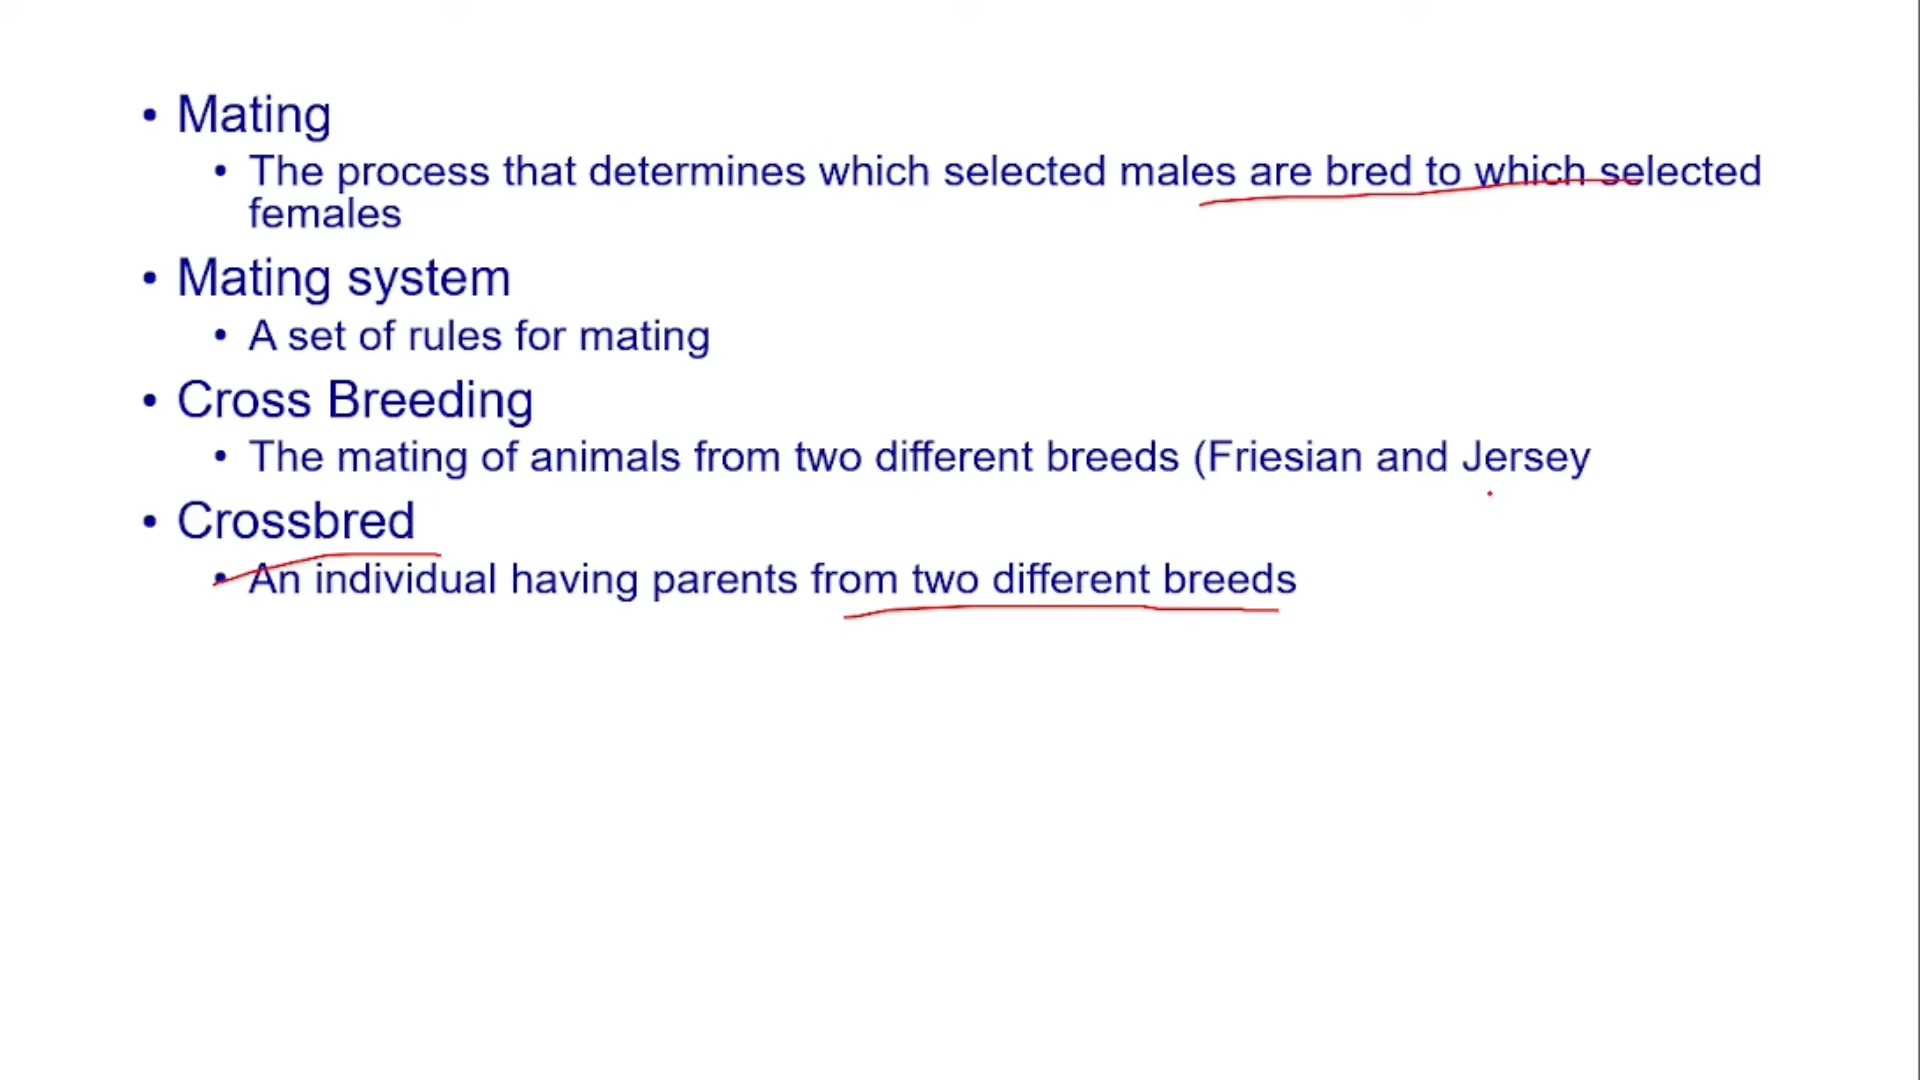 • Mating
• The process that determines which selected males are bred to which selected
females
• Mating system
• A set of rules for mating
• Cross Breeding
• The mating of animals from two different breeds (Friesian and Jersey
• Crossbred
• An individual having parents from two different breeds